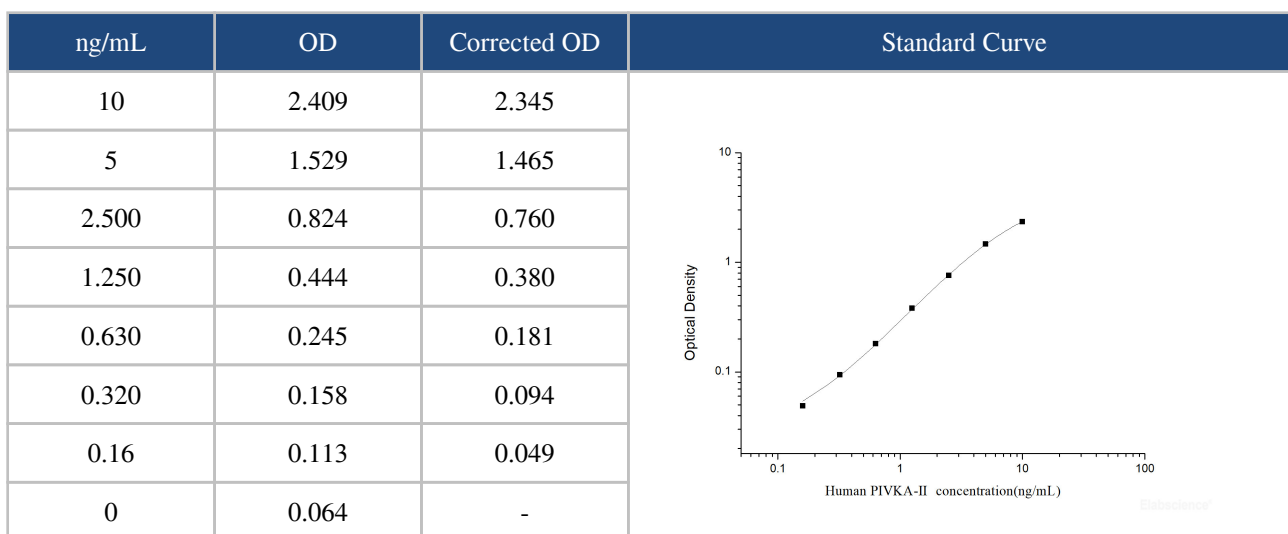 ng/mL OD Corrected OD Standard Curve
10 2.409 2.345
5 1.529 1.465
2.500 0.824 0.760
1.250 0.444 0.380
0.630 0.245 0.181
0.320 0.158 0.094
0.16 0.113 0.049
0 0.064 -
10
1
0.1
Optical Density
0.1 1 10 100
Human PIVKA-II concentration(ng/mL)
Elabscience®